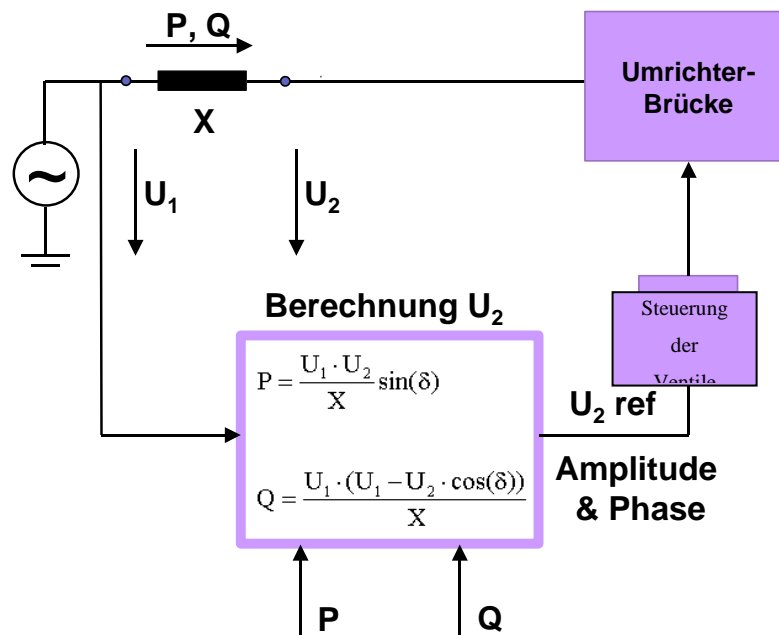 P, Q
Umrichter-
Brücke
X
~
U₁
U₂
Berechnung U₂
Steuerung
der
Ventile
P = U₁ · U₂ / X sin(δ)
U₂ ref
Q = U₁ · (U₁ − U₂ · cos(δ)) / X
Amplitude
& Phase
P
Q